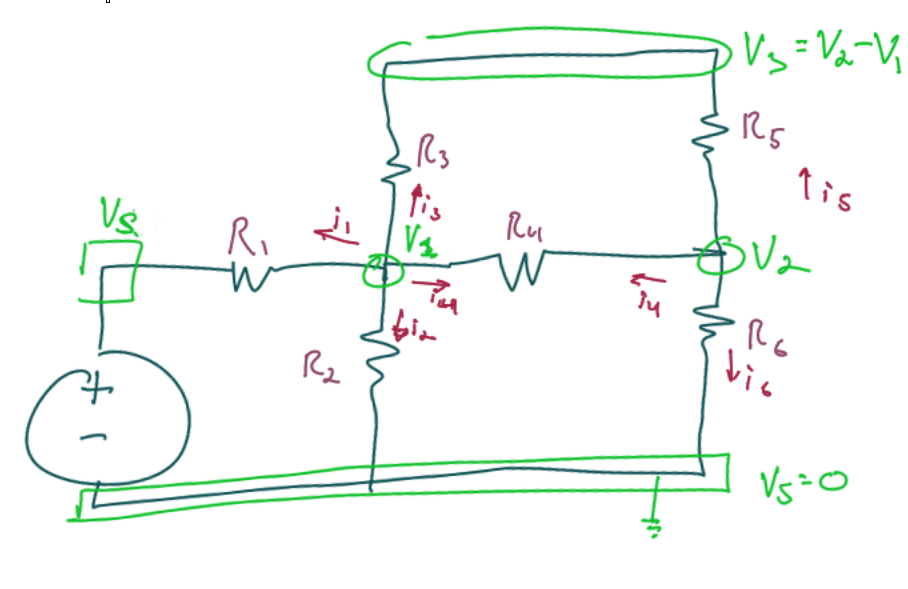 V₃ = V₂ - V₁
R₃
R₅
i₃
i₅
Vs
R₁
i₁
V₁
R₄
V₂
i₄
i₄
i₂
R₂
R₆
i₆
+
-
V₅ = 0